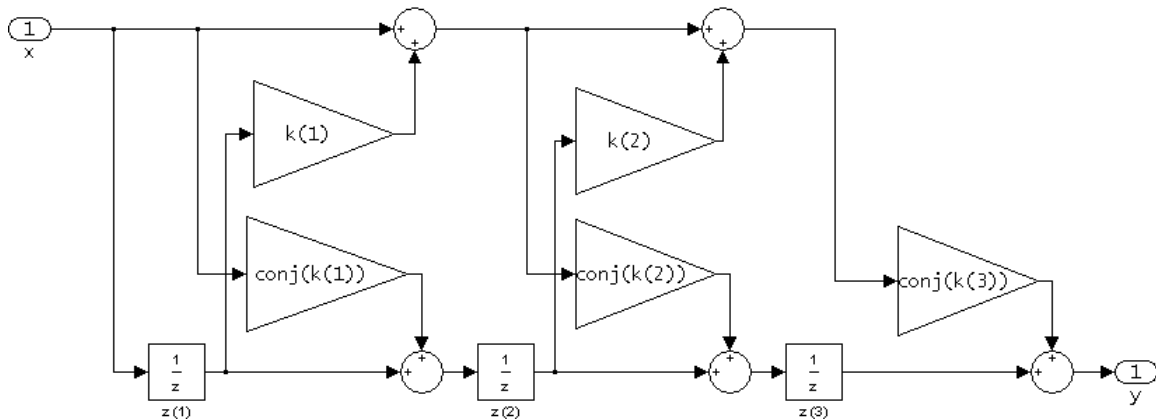 1
x
+
+
+
+
k(1)
k(2)
conj(k(1))
conj(k(2))
conj(k(3))
1
z
z(1)
+
+
1
z
z(2)
+
+
1
z
z(3)
+
+
1
y